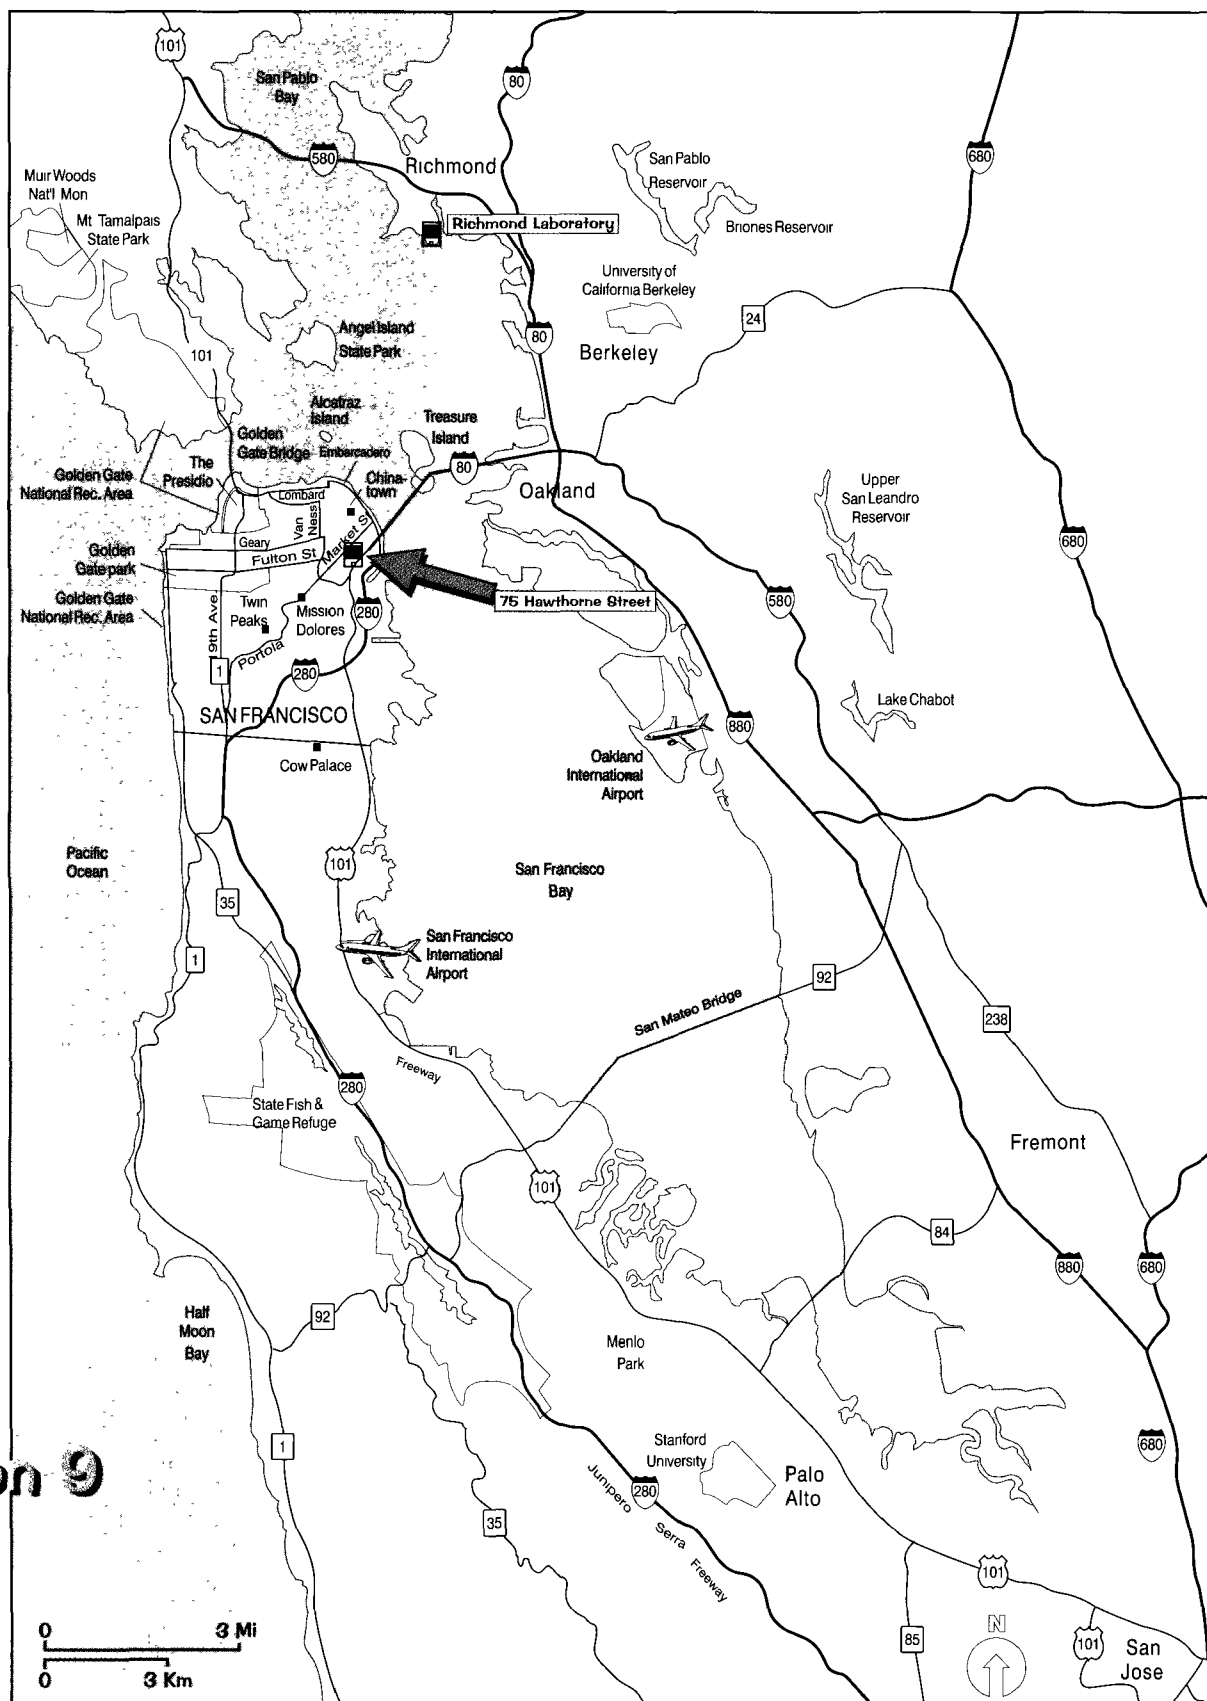 101
San Pablo
Bay
80
580
Richmond
San Pablo
Reservoir
680
Muir Woods
Nat'l Mon
Mt Tamalpais
State Park
Richmond Laboratory
Briones Reservoir
University of
California Berkeley
24
Angel Island
State Park
80
Berkeley
101
Alcatraz
Island
Treasure
Island
Golden
Gate Bridge
Embarcadero
The
Presidio
80
China-
town
Golden Gate
National Rec. Area
Oakland
Upper
San Leandro
Reservoir
Lombard
Van
Ness
Market St
Geary
Fulton St
680
Golden
Gate park
Golden Gate
National Rec. Area
75 Hawthorne Street
580
9th Ave
Twin
Peaks
Mission
Dolores
280
Portola
1
280
Lake Chabot
SAN FRANCISCO
880
Cow Palace
Oakland
International
Airport
Pacific
Ocean
101
San Francisco
Bay
35
1
San Francisco
International
Airport
92
San Mateo Bridge
238
Freeway
280
State Fish &
Game Refuge
Fremont
101
84
880
680
Half
Moon
Bay
92
Menlo
Park
1
Stanford
University
680
on 9
Palo
Alto
280
Junipero
Serra
Freeway
35
101
0 3 Mi
0 3 Km
85
N
101
San
Jose